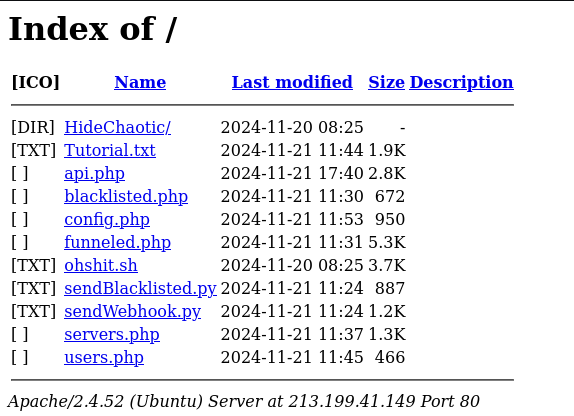 Index of /
[ICO] Name Last modified Size Description
[DIR] HideChaotic/ 2024-11-20 08:25 -
[TXT] Tutorial.txt 2024-11-21 11:44 1.9K
[ ] api.php 2024-11-21 17:40 2.8K
[ ] blacklisted.php 2024-11-21 11:30 672
[ ] config.php 2024-11-21 11:53 950
[ ] funneled.php 2024-11-21 11:31 5.3K
[TXT] ohshit.sh 2024-11-20 08:25 3.7K
[TXT] sendBlacklisted.py 2024-11-21 11:24 887
[TXT] sendWebhook.py 2024-11-21 11:24 1.2K
[ ] servers.php 2024-11-21 11:37 1.3K
[ ] users.php 2024-11-21 11:45 466
Apache/2.4.52 (Ubuntu) Server at 213.199.41.149 Port 80